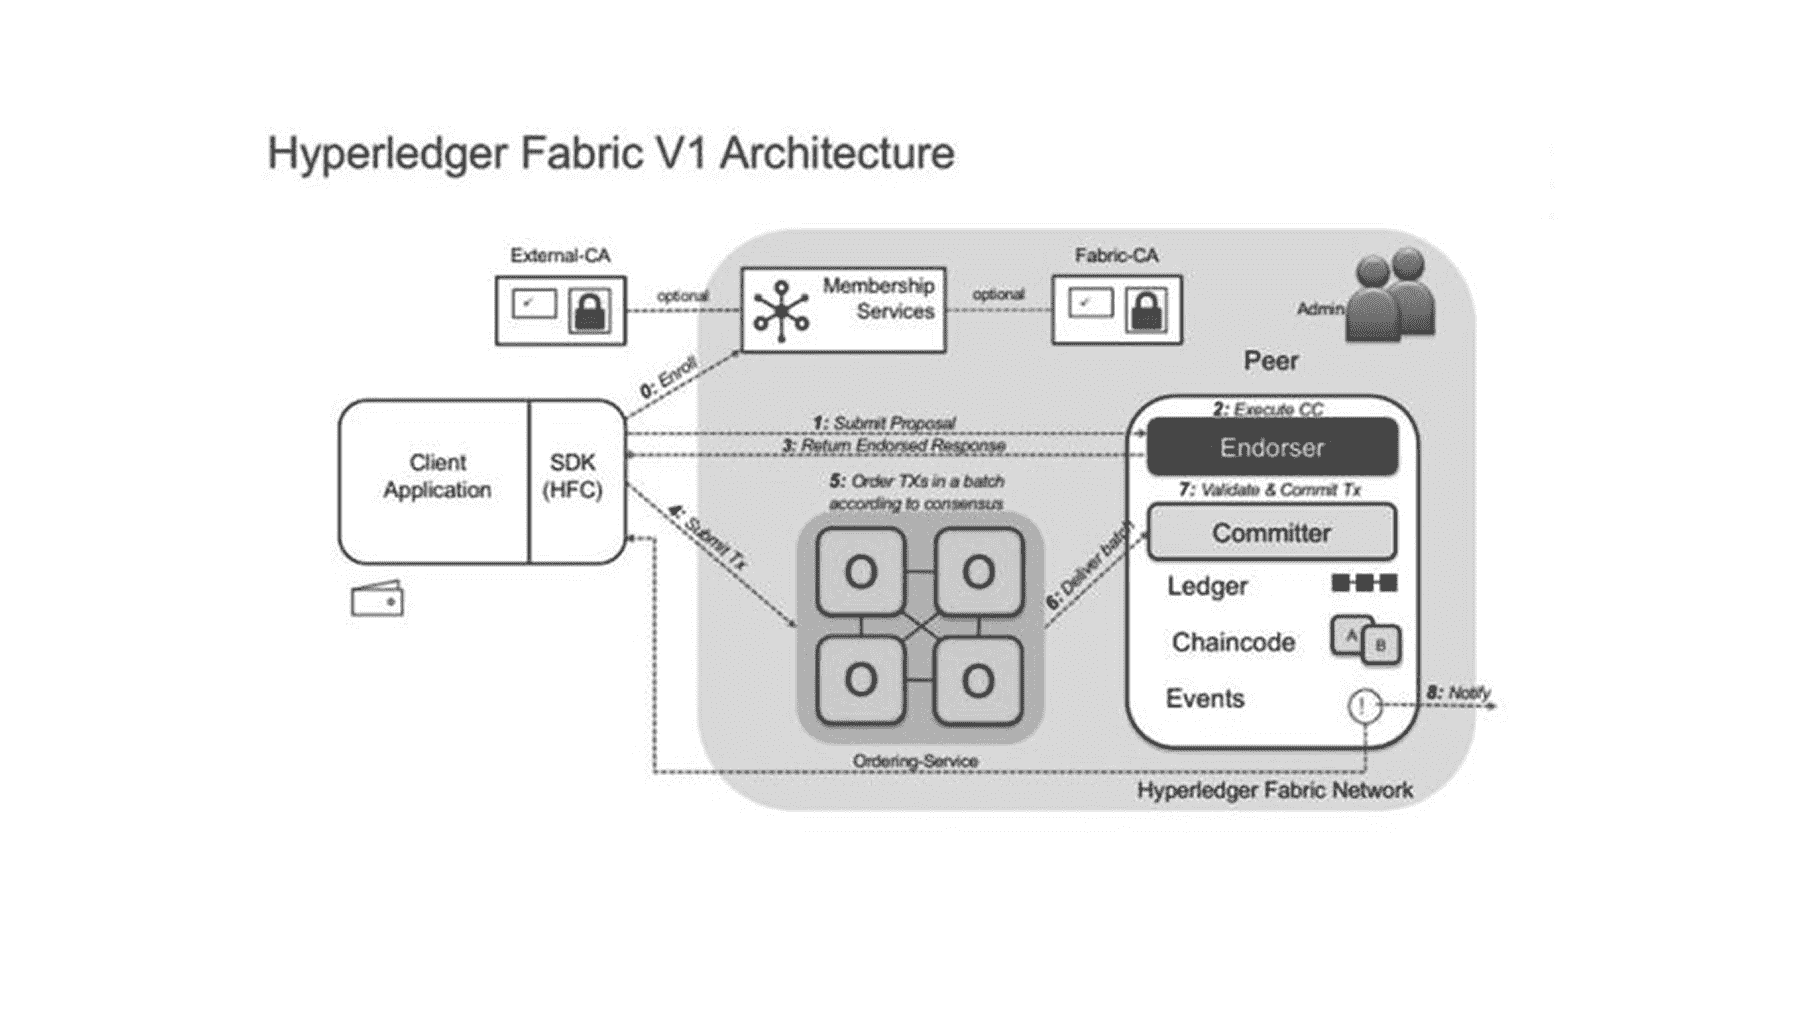 Hyperledger Fabric V1 Architecture
External-CA
Fabric-CA
optional
Membership
Services
optional
Admin
Peer
0: Enroll
1: Submit Proposal
3: Return Endorsed Response
2: Execute CC
Endorser
Client
Application
SDK
(HFC)
5: Order TXs in a batch
according to consensus
7: Validate & Commit Tx
4: Submit Tx
Committer
6: Deliver batch
O
O
O
O
Ledger
Chaincode
A
B
Events
!
8: Notify
Ordering-Service
Hyperledger Fabric Network